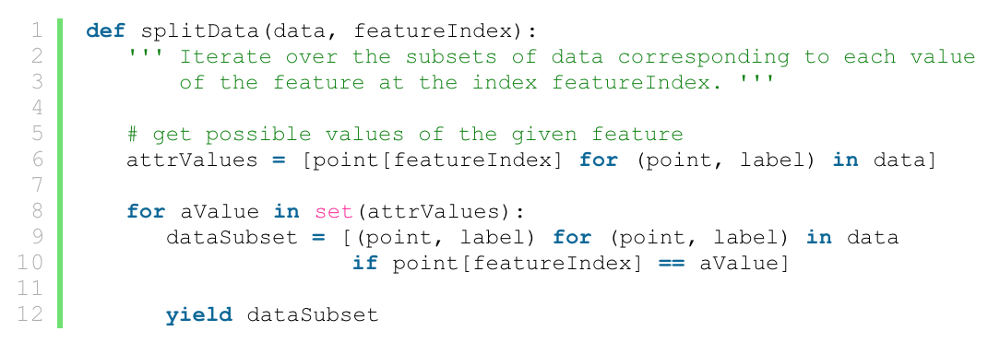 1 def splitData(data, featureIndex):
2 ''' Iterate over the subsets of data corresponding to each value
3 of the feature at the index featureIndex. '''
4
5 # get possible values of the given feature
6 attrValues = [point[featureIndex] for (point, label) in data]
7
8 for aValue in set(attrValues):
9 dataSubset = [(point, label) for (point, label) in data
10 if point[featureIndex] == aValue]
11
12 yield dataSubset